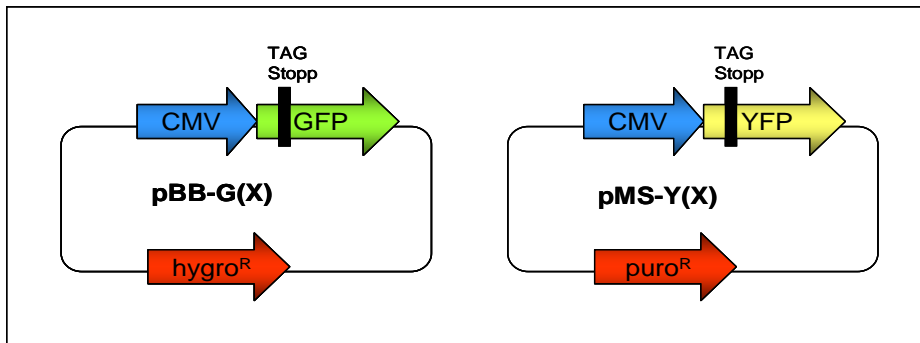 TAG
Stopp
CMV
GFP
pBB-G(X)
hygroR
TAG
Stopp
CMV
YFP
pMS-Y(X)
puroR